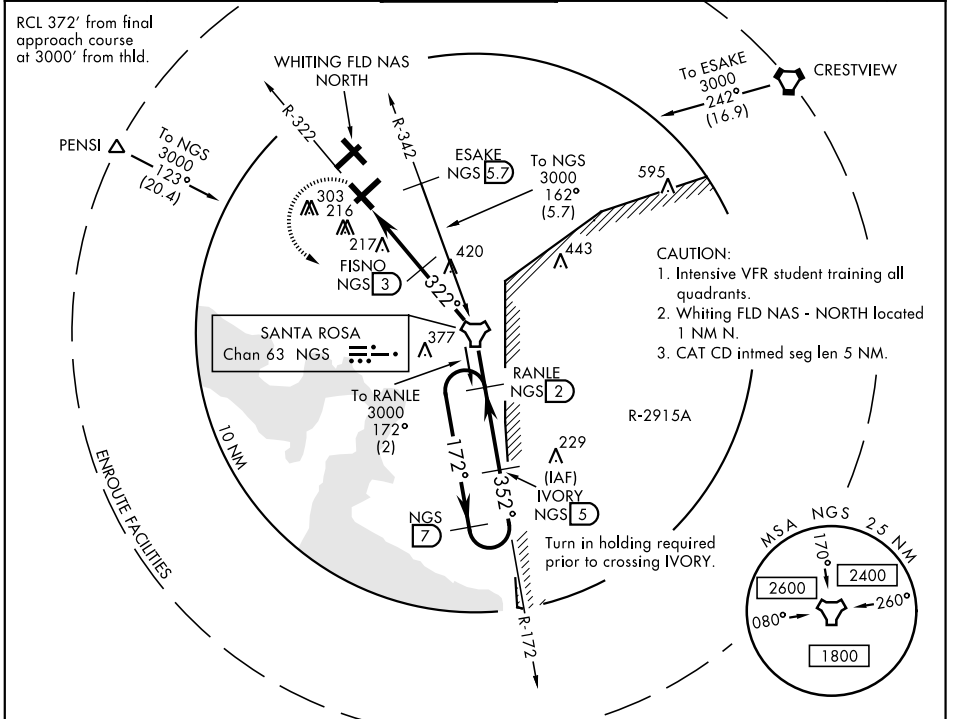 RCL 372' from final
approach course
at 3000' from thld.
WHITING FLD NAS
NORTH
To ESAKE
3000
242°
(16.9)
CRESTVIEW
PENSI
To NGS
3000
123°
(20.4)
R-322
R-342
ESAKE
NGS 5.7
To NGS
3000
162°
(5.7)
595
303
216
217
FISNO
NGS 3
420
443
322°
CAUTION:
1. Intensive VFR student training all
quadrants.
2. Whiting FLD NAS - NORTH located
1 NM N.
3. CAT CD intmed seg len 5 NM.
SANTA ROSA
Chan 63 NGS
377
RANLE
NGS 2
To RANLE
3000
172°
(2)
R-2915A
10 NM
172°
352°
229
(IAF)
IVORY
NGS 5
NGS
7
Turn in holding required
prior to crossing IVORY.
ENROUTE FACILITIES
R-172
MSA NGS 25 NM
170°
2600
2400
080°
260°
1800